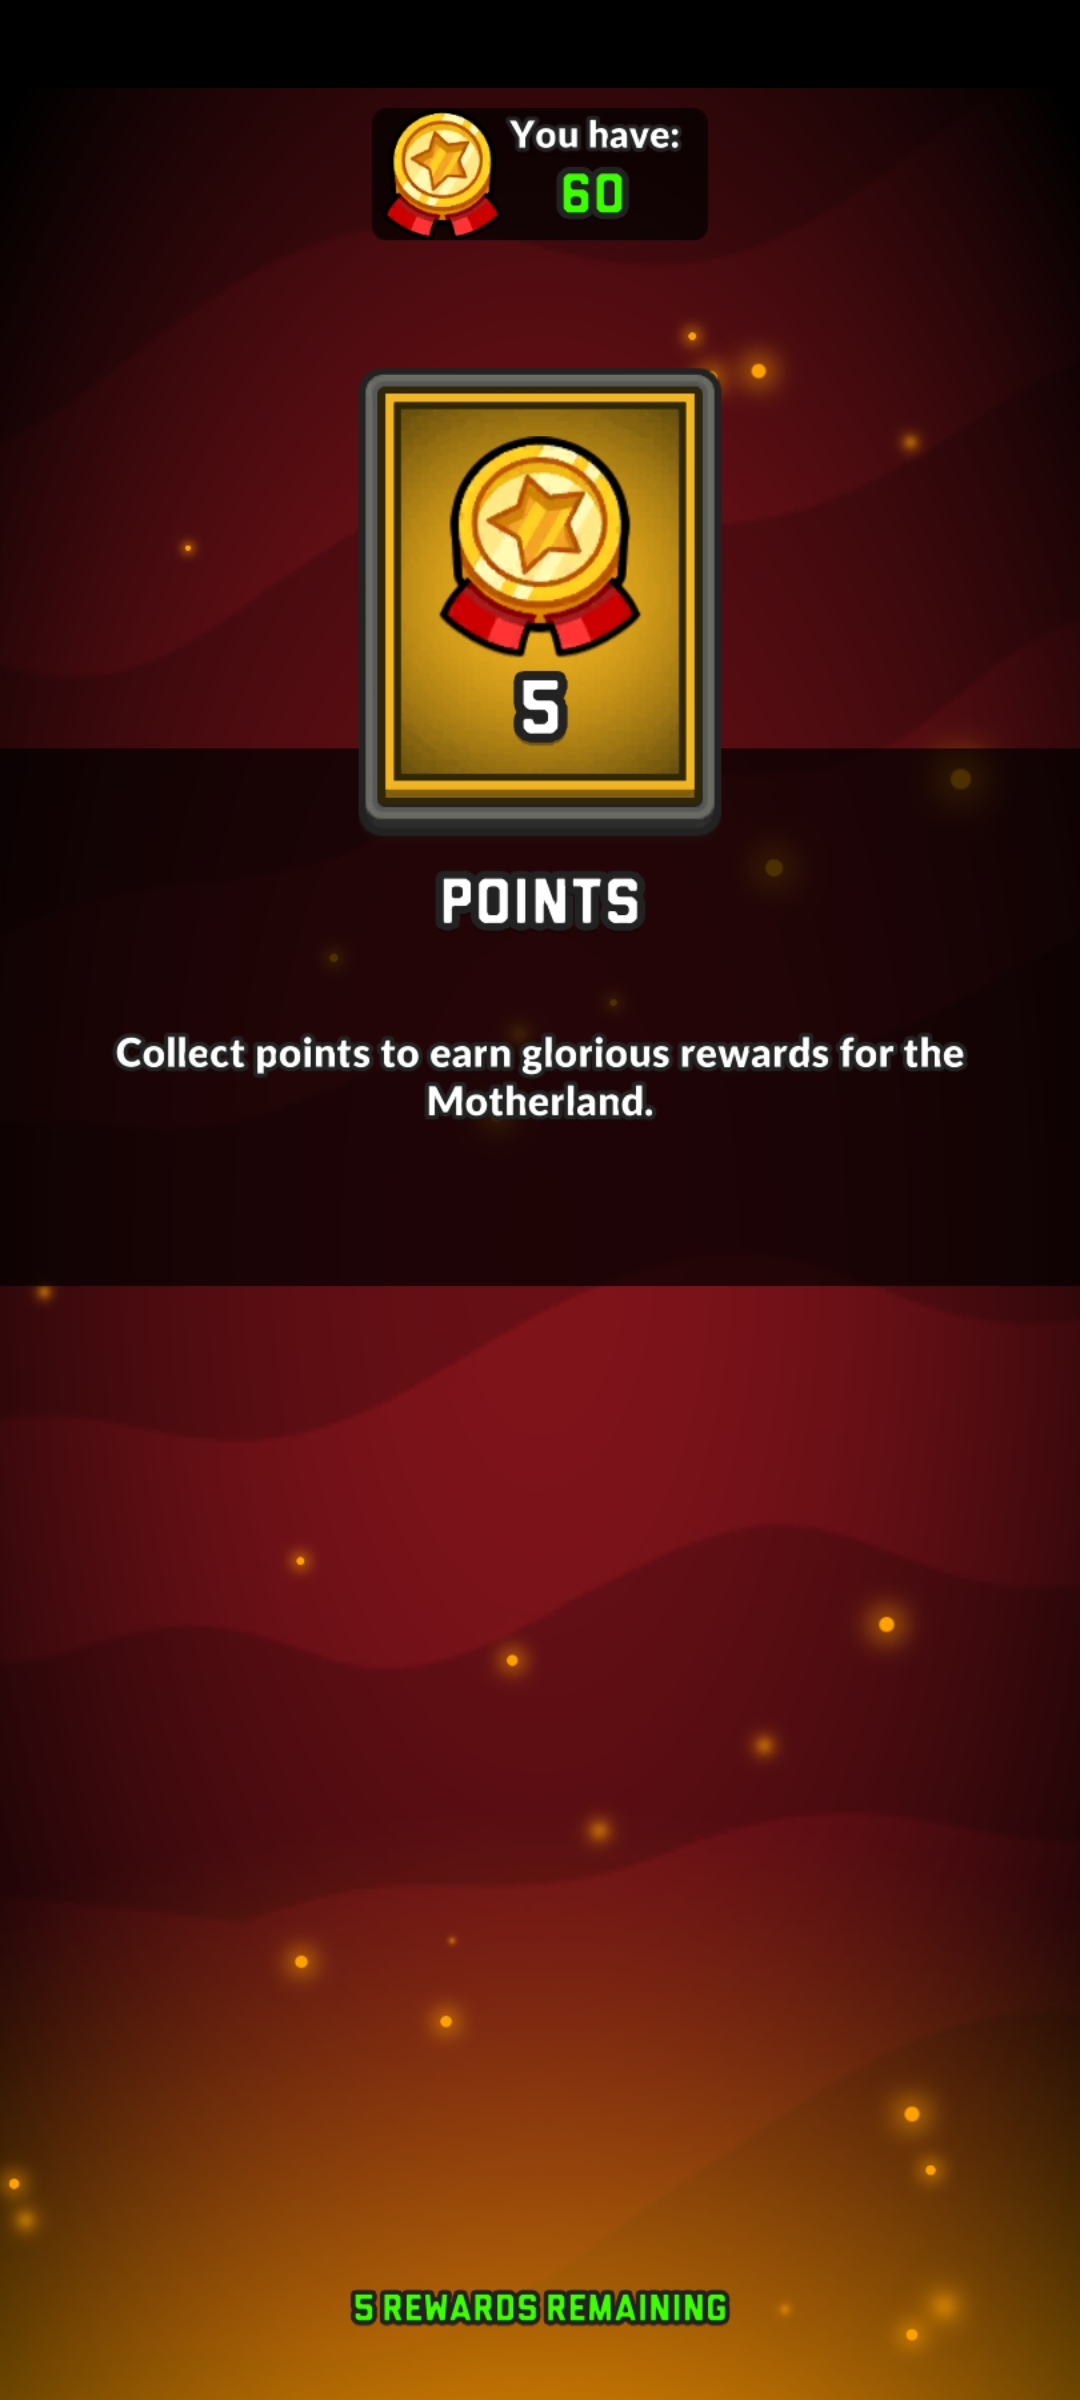 You have:
60
5
POINTS
Collect points to earn glorious rewards for the
Motherland.
5 REWARDS REMAINING